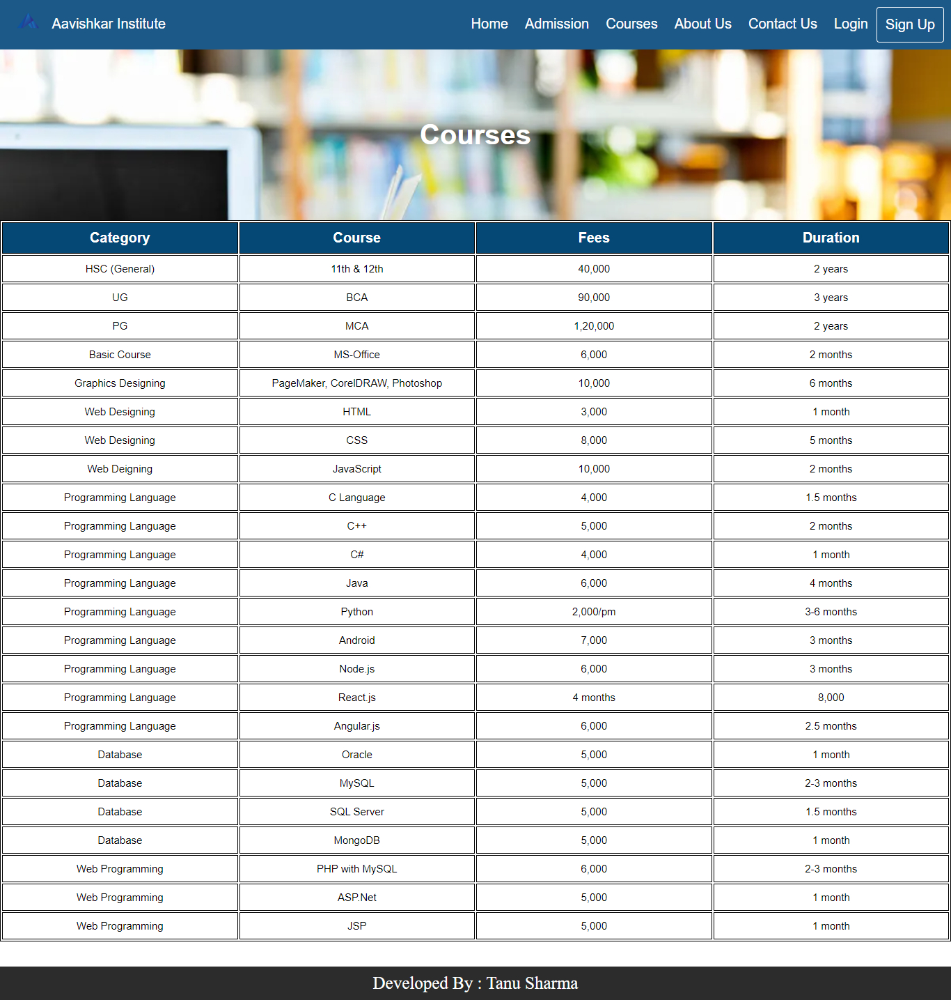 Aavishkar Institute Home Admission Courses About Us Contact Us Login Sign Up
Courses
Category Course Fees Duration
HSC (General) 11th & 12th 40,000 2 years
UG BCA 90,000 3 years
PG MCA 1,20,000 2 years
Basic Course MS-Office 6,000 2 months
Graphics Designing PageMaker, CorelDRAW, Photoshop 10,000 6 months
Web Designing HTML 3,000 1 month
Web Designing CSS 8,000 5 months
Web Deigning JavaScript 10,000 2 months
Programming Language C Language 4,000 1.5 months
Programming Language C++ 5,000 2 months
Programming Language C# 4,000 1 month
Programming Language Java 6,000 4 months
Programming Language Python 2,000/pm 3-6 months
Programming Language Android 7,000 3 months
Programming Language Node.js 6,000 3 months
Programming Language React.js 4 months 8,000
Programming Language Angular.js 6,000 2.5 months
Database Oracle 5,000 1 month
Database MySQL 5,000 2-3 months
Database SQL Server 5,000 1.5 months
Database MongoDB 5,000 1 month
Web Programming PHP with MySQL 6,000 2-3 months
Web Programming ASP.Net 5,000 1 month
Web Programming JSP 5,000 1 month
Developed By : Tanu Sharma